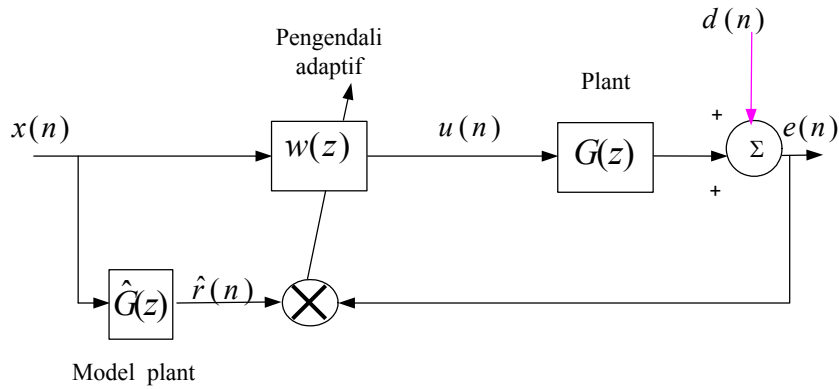 d(n)
Pengendali
adaptif
Plant
x(n)
w(z)
u(n)
G(z)
+
Σ
e(n)
+
Ĝ(z)
r̂(n)
Model plant